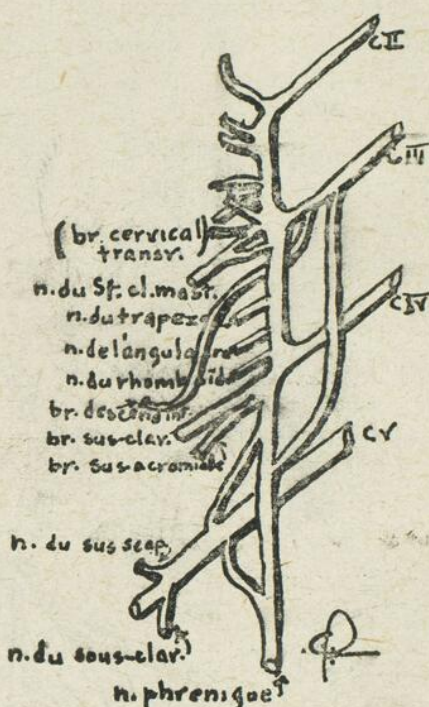 CII
CIII
(br. cervical)
transv.
n. du St. cl. mast.
CIV
n. du trapeze
n. de l'angulaire
n. du rhomboïde
br. descend. int.
br. sus-clav.
CV
br. sus-acromiale
n. du sus scap.
n. du sous-clav.
n. phrenique